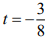 t = -3/8